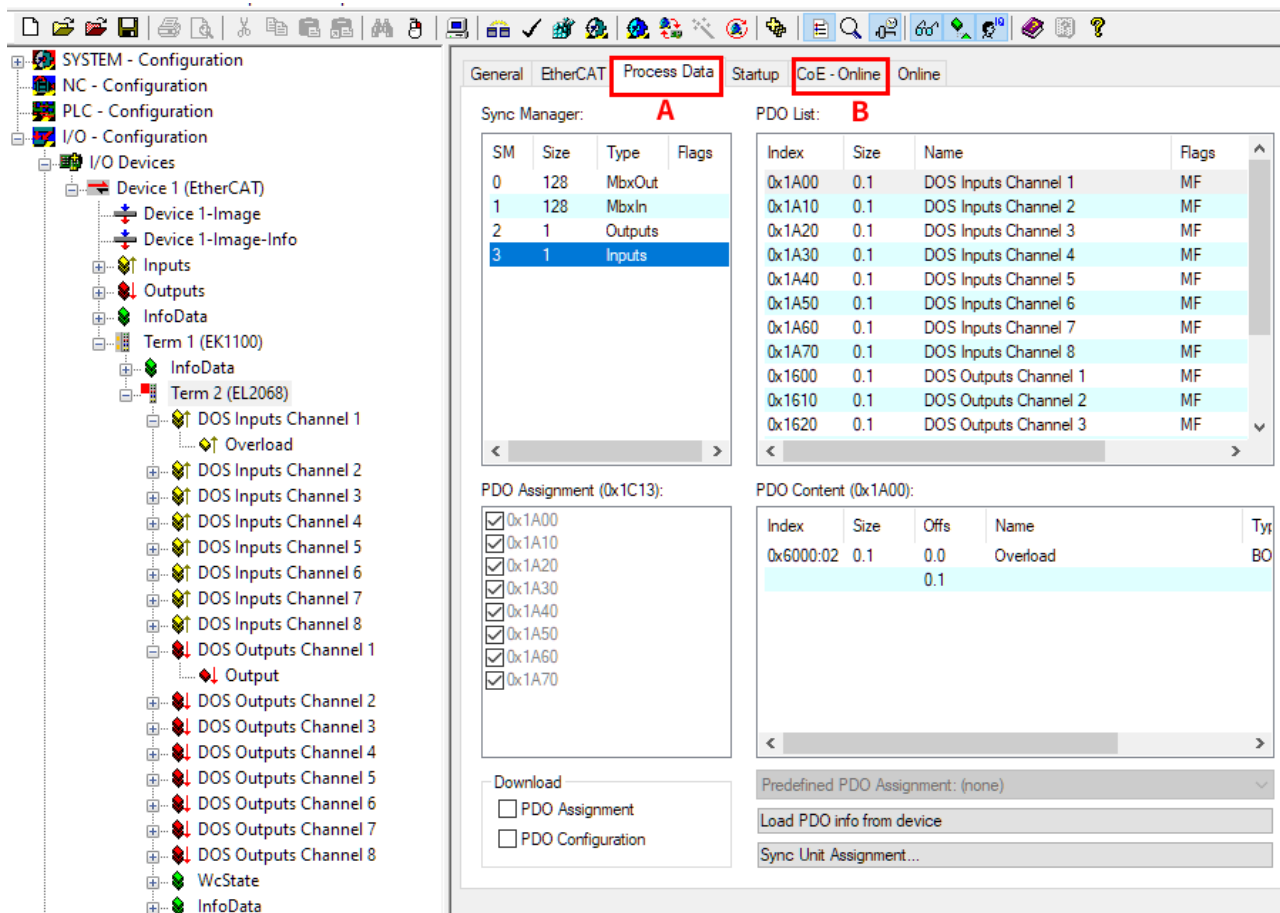 SYSTEM - Configuration
NC - Configuration
PLC - Configuration
I/O - Configuration
I/O Devices
Device 1 (EtherCAT)
Device 1-Image
Device 1-Image-Info
Inputs
Outputs
InfoData
Term 1 (EK1100)
InfoData
Term 2 (EL2068)
DOS Inputs Channel 1
Overload
DOS Inputs Channel 2
DOS Inputs Channel 3
DOS Inputs Channel 4
DOS Inputs Channel 5
DOS Inputs Channel 6
DOS Inputs Channel 7
DOS Inputs Channel 8
DOS Outputs Channel 1
Output
DOS Outputs Channel 2
DOS Outputs Channel 3
DOS Outputs Channel 4
DOS Outputs Channel 5
DOS Outputs Channel 6
DOS Outputs Channel 7
DOS Outputs Channel 8
WcState
InfoData
General EtherCAT Process Data Startup CoE - Online Online
A B
Sync Manager:
SM Size Type Flags
0 128 MbxOut
1 128 MbxIn
2 1 Outputs
3 1 Inputs
PDO List:
Index Size Name Flags
0x1A00 0.1 DOS Inputs Channel 1 MF
0x1A10 0.1 DOS Inputs Channel 2 MF
0x1A20 0.1 DOS Inputs Channel 3 MF
0x1A30 0.1 DOS Inputs Channel 4 MF
0x1A40 0.1 DOS Inputs Channel 5 MF
0x1A50 0.1 DOS Inputs Channel 6 MF
0x1A60 0.1 DOS Inputs Channel 7 MF
0x1A70 0.1 DOS Inputs Channel 8 MF
0x1600 0.1 DOS Outputs Channel 1 MF
0x1610 0.1 DOS Outputs Channel 2 MF
0x1620 0.1 DOS Outputs Channel 3 MF
PDO Assignment (0x1C13):
0x1A00
0x1A10
0x1A20
0x1A30
0x1A40
0x1A50
0x1A60
0x1A70
PDO Content (0x1A00):
Index Size Offs Name Typ
0x6000:02 0.1 0.0 Overload BO
0.1
Download
PDO Assignment
PDO Configuration
Predefined PDO Assignment: (none)
Load PDO info from device
Sync Unit Assignment...